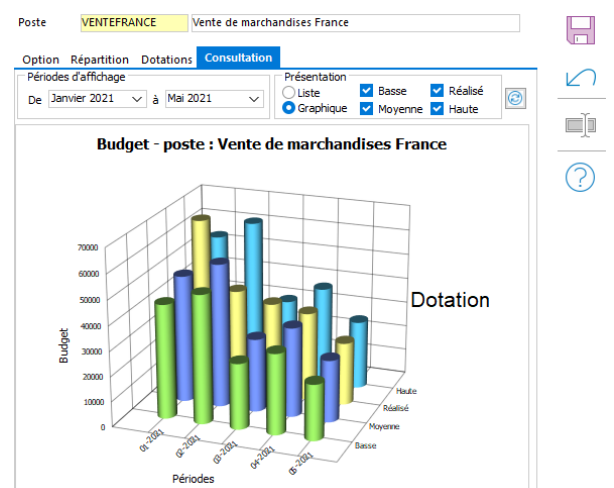 Poste VENTEFRANCE Vente de marchandises France
Option Répartition Dotations Consultation
Périodes d'affichage
De Janvier 2021 à Mai 2021
Présentation
Liste Basse Réalisé
Graphique Moyenne Haute
Budget - poste : Vente de marchandises France
70000
60000
50000
40000
30000
20000
10000
0
Budget
Dotation
Haute
Réalisé
Moyenne
Basse
01-2021
02-2021
03-2021
04-2021
05-2021
Périodes